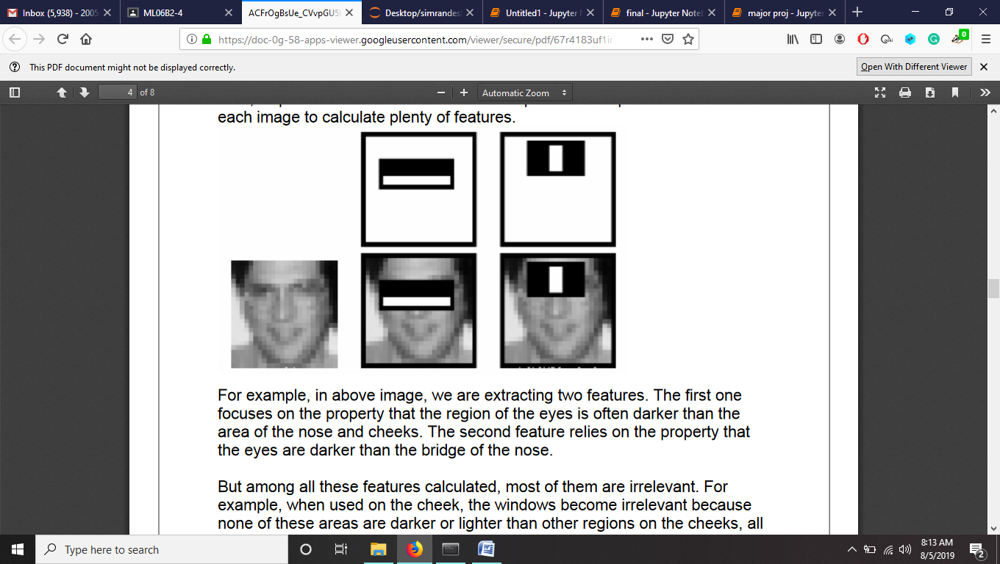 Inbox (5,938) - 2005
ML06B2-4
ACFrOgBsUe_CVvpGU5
Desktop/simrandes
Untitled1 - Jupyter N
final - Jupyter Note
major proj - Jupyter
https://doc-0g-58-apps-viewer.googleusercontent.com/viewer/secure/pdf/67r4183uf1in
0
This PDF document might not be displayed correctly.
Open With Different Viewer
4 of 8
Automatic Zoom
each image to calculate plenty of features.
For example, in above image, we are extracting two features. The first one
focuses on the property that the region of the eyes is often darker than the
area of the nose and cheeks. The second feature relies on the property that
the eyes are darker than the bridge of the nose.
But among all these features calculated, most of them are irrelevant. For
example, when used on the cheek, the windows become irrelevant because
none of these areas are darker or lighter than other regions on the cheeks, all
Type here to search
8:13 AM
8/5/2019
2